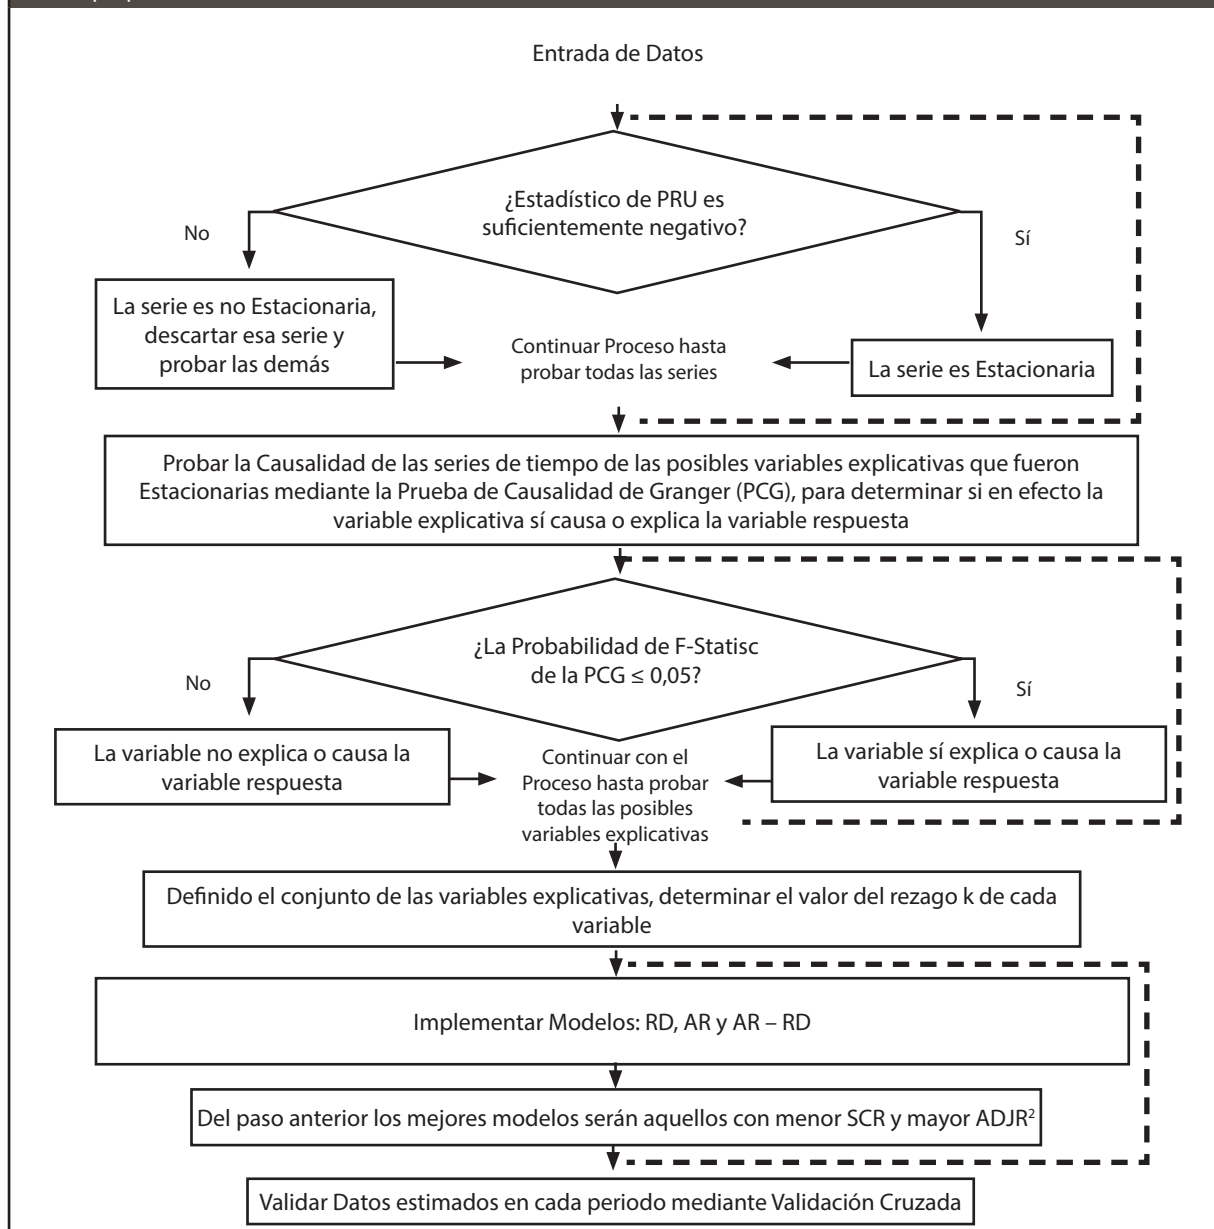 Entrada de Datos
¿Estadístico de PRU es
suficientemente negativo?
No
Sí
La serie es no Estacionaria,
descartar esa serie y
probar las demás
Continuar Proceso hasta
probar todas las series
La serie es Estacionaria
Probar la Causalidad de las series de tiempo de las posibles variables explicativas que fueron
Estacionarias mediante la Prueba de Causalidad de Granger (PCG), para determinar si en efecto la
variable explicativa sí causa o explica la variable respuesta
¿La Probabilidad de F-Statisc
de la PCG ≤ 0,05?
No
Sí
La variable no explica o causa la
variable respuesta
Continuar con el
Proceso hasta probar
todas las posibles
variables explicativas
La variable sí explica o causa la
variable respuesta
Definido el conjunto de las variables explicativas, determinar el valor del rezago k de cada
variable
Implementar Modelos: RD, AR y AR – RD
Del paso anterior los mejores modelos serán aquellos con menor SCR y mayor ADJR²
Validar Datos estimados en cada periodo mediante Validación Cruzada